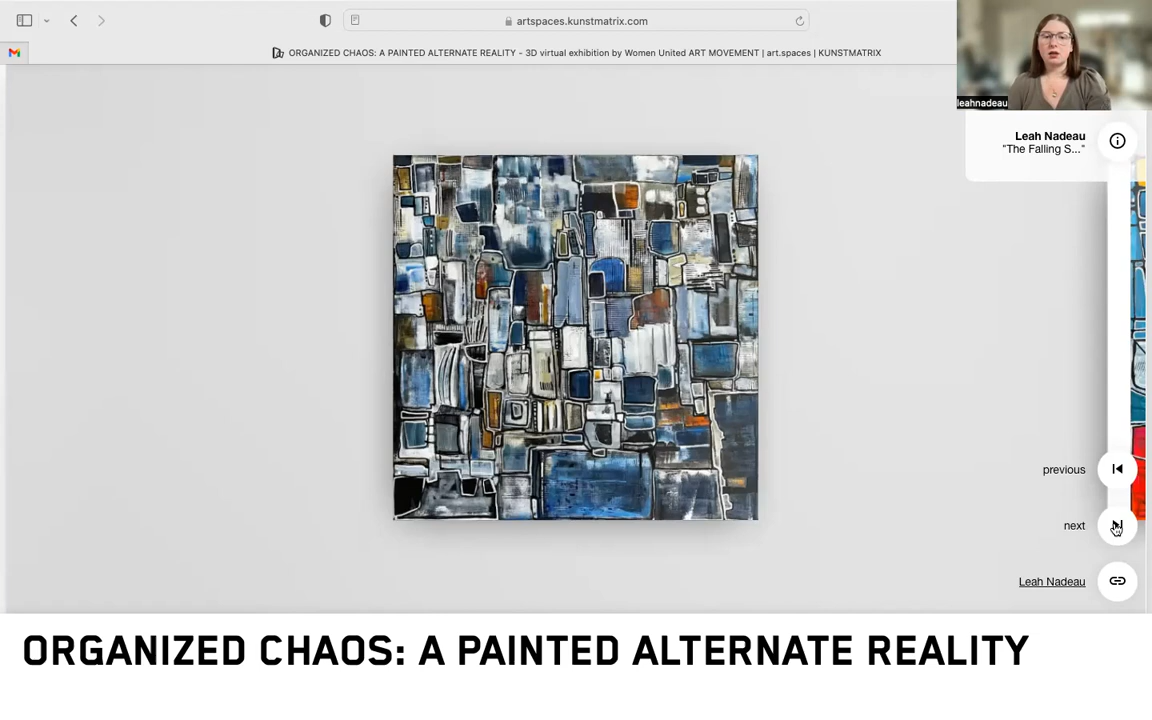 artspaces.kunstmatrix.com
ORGANIZED CHAOS: A PAINTED ALTERNATE REALITY - 3D virtual exhibition by Women United ART MOVEMENT | art.spaces | KUNSTMATRIX
leahnadeau
Leah Nadeau
"The Falling S..."
previous
next
Leah Nadeau
ORGANIZED CHAOS: A PAINTED ALTERNATE REALITY